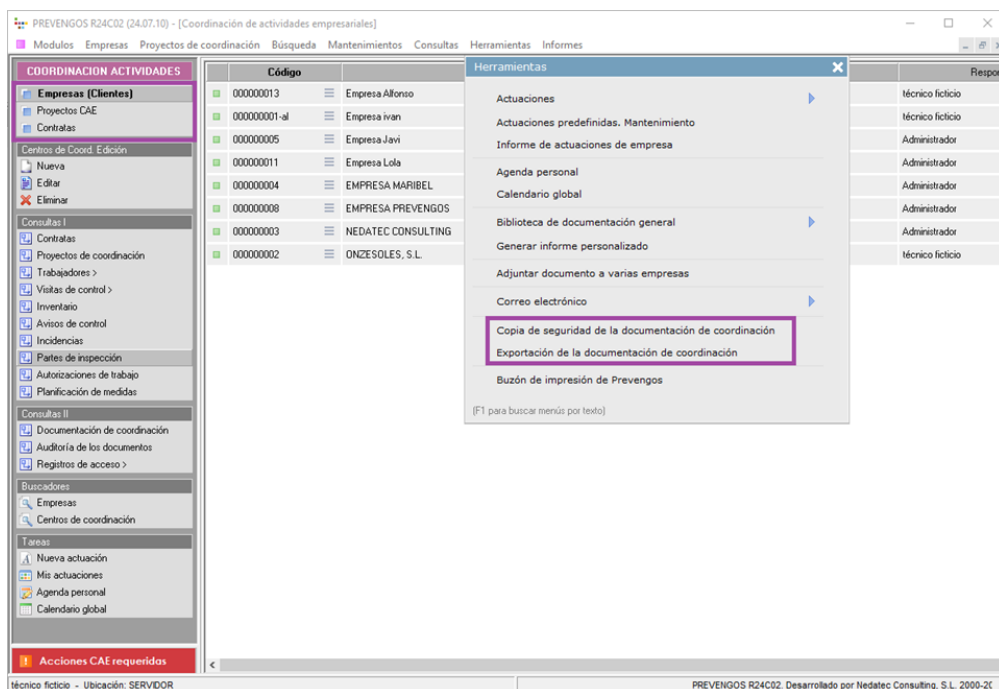 PREVENGOS R24C02 (24.07.10) - [Coordinación de actividades empresariales]
Modulos Empresas Proyectos de coordinación Búsqueda Mantenimientos Consultas Herramientas Informes
COORDINACION ACTIVIDADES
Empresas (Clientes)
Proyectos CAE
Contratas
Centros de Coord. Edición
Nueva
Editar
Eliminar
Consultas I
Contratas
Proyectos de coordinación
Trabajadores >
Visitas de control >
Inventario
Avisos de control
Incidencias
Partes de inspección
Autorizaciones de trabajo
Planificación de medidas
Consultas II
Documentación de coordinación
Auditoría de los documentos
Registros de acceso >
Buscadores
Empresas
Centros de coordinación
Tareas
Nueva actuación
Mis actuaciones
Agenda personal
Calendario global
Acciones CAE requeridas
Código Respor
000000013 Empresa Alfonso técnico ficticio
000000001-al Empresa ivan técnico ficticio
000000005 Empresa Javi Administrador
000000011 Empresa Lola Administrador
000000004 EMPRESA MARIBEL Administrador
000000008 EMPRESA PREVENGOS Administrador
000000003 NEDATEC CONSULTING Administrador
000000002 ONZESOLES, S.L. técnico ficticio
Herramientas
Actuaciones
Actuaciones predefinidas. Mantenimiento
Informe de actuaciones de empresa
Agenda personal
Calendario global
Biblioteca de documentación general
Generar informe personalizado
Adjuntar documento a varias empresas
Correo electrónico
Copia de seguridad de la documentación de coordinación
Exportación de la documentación de coordinación
Buzón de impresión de Prevengos
(F1 para buscar menús por texto)
técnico ficticio - Ubicación: SERVIDOR
PREVENGOS R24C02. Desarrollado por Nedatec Consulting, S.L. 2000-20